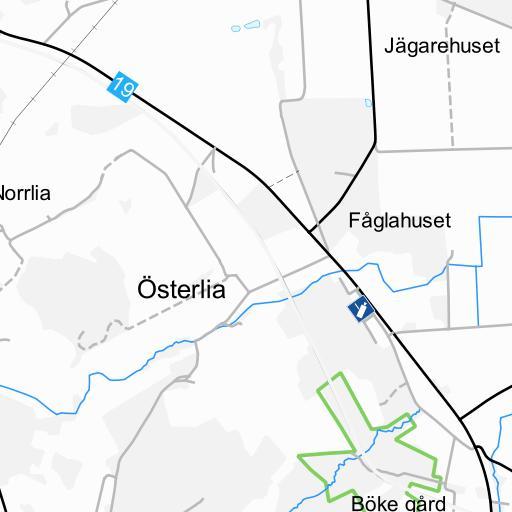 Jägarehuset
19
Norrlia
Fåglahuset
Österlia
Böke gård